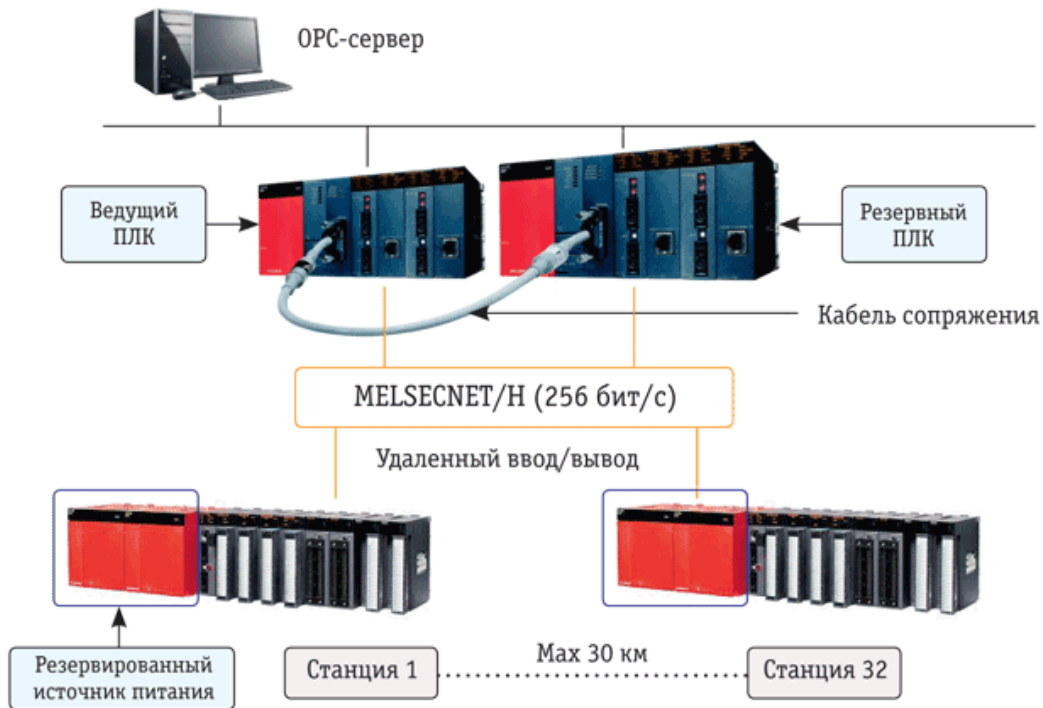 OPC-сервер
Ведущий
ПЛК
Резервный
ПЛК
Кабель сопряжения
MELSECNET/H (256 бит/с)
Удаленный ввод/вывод
Резервированный
источник питания
Станция 1
Max 30 км
Станция 32